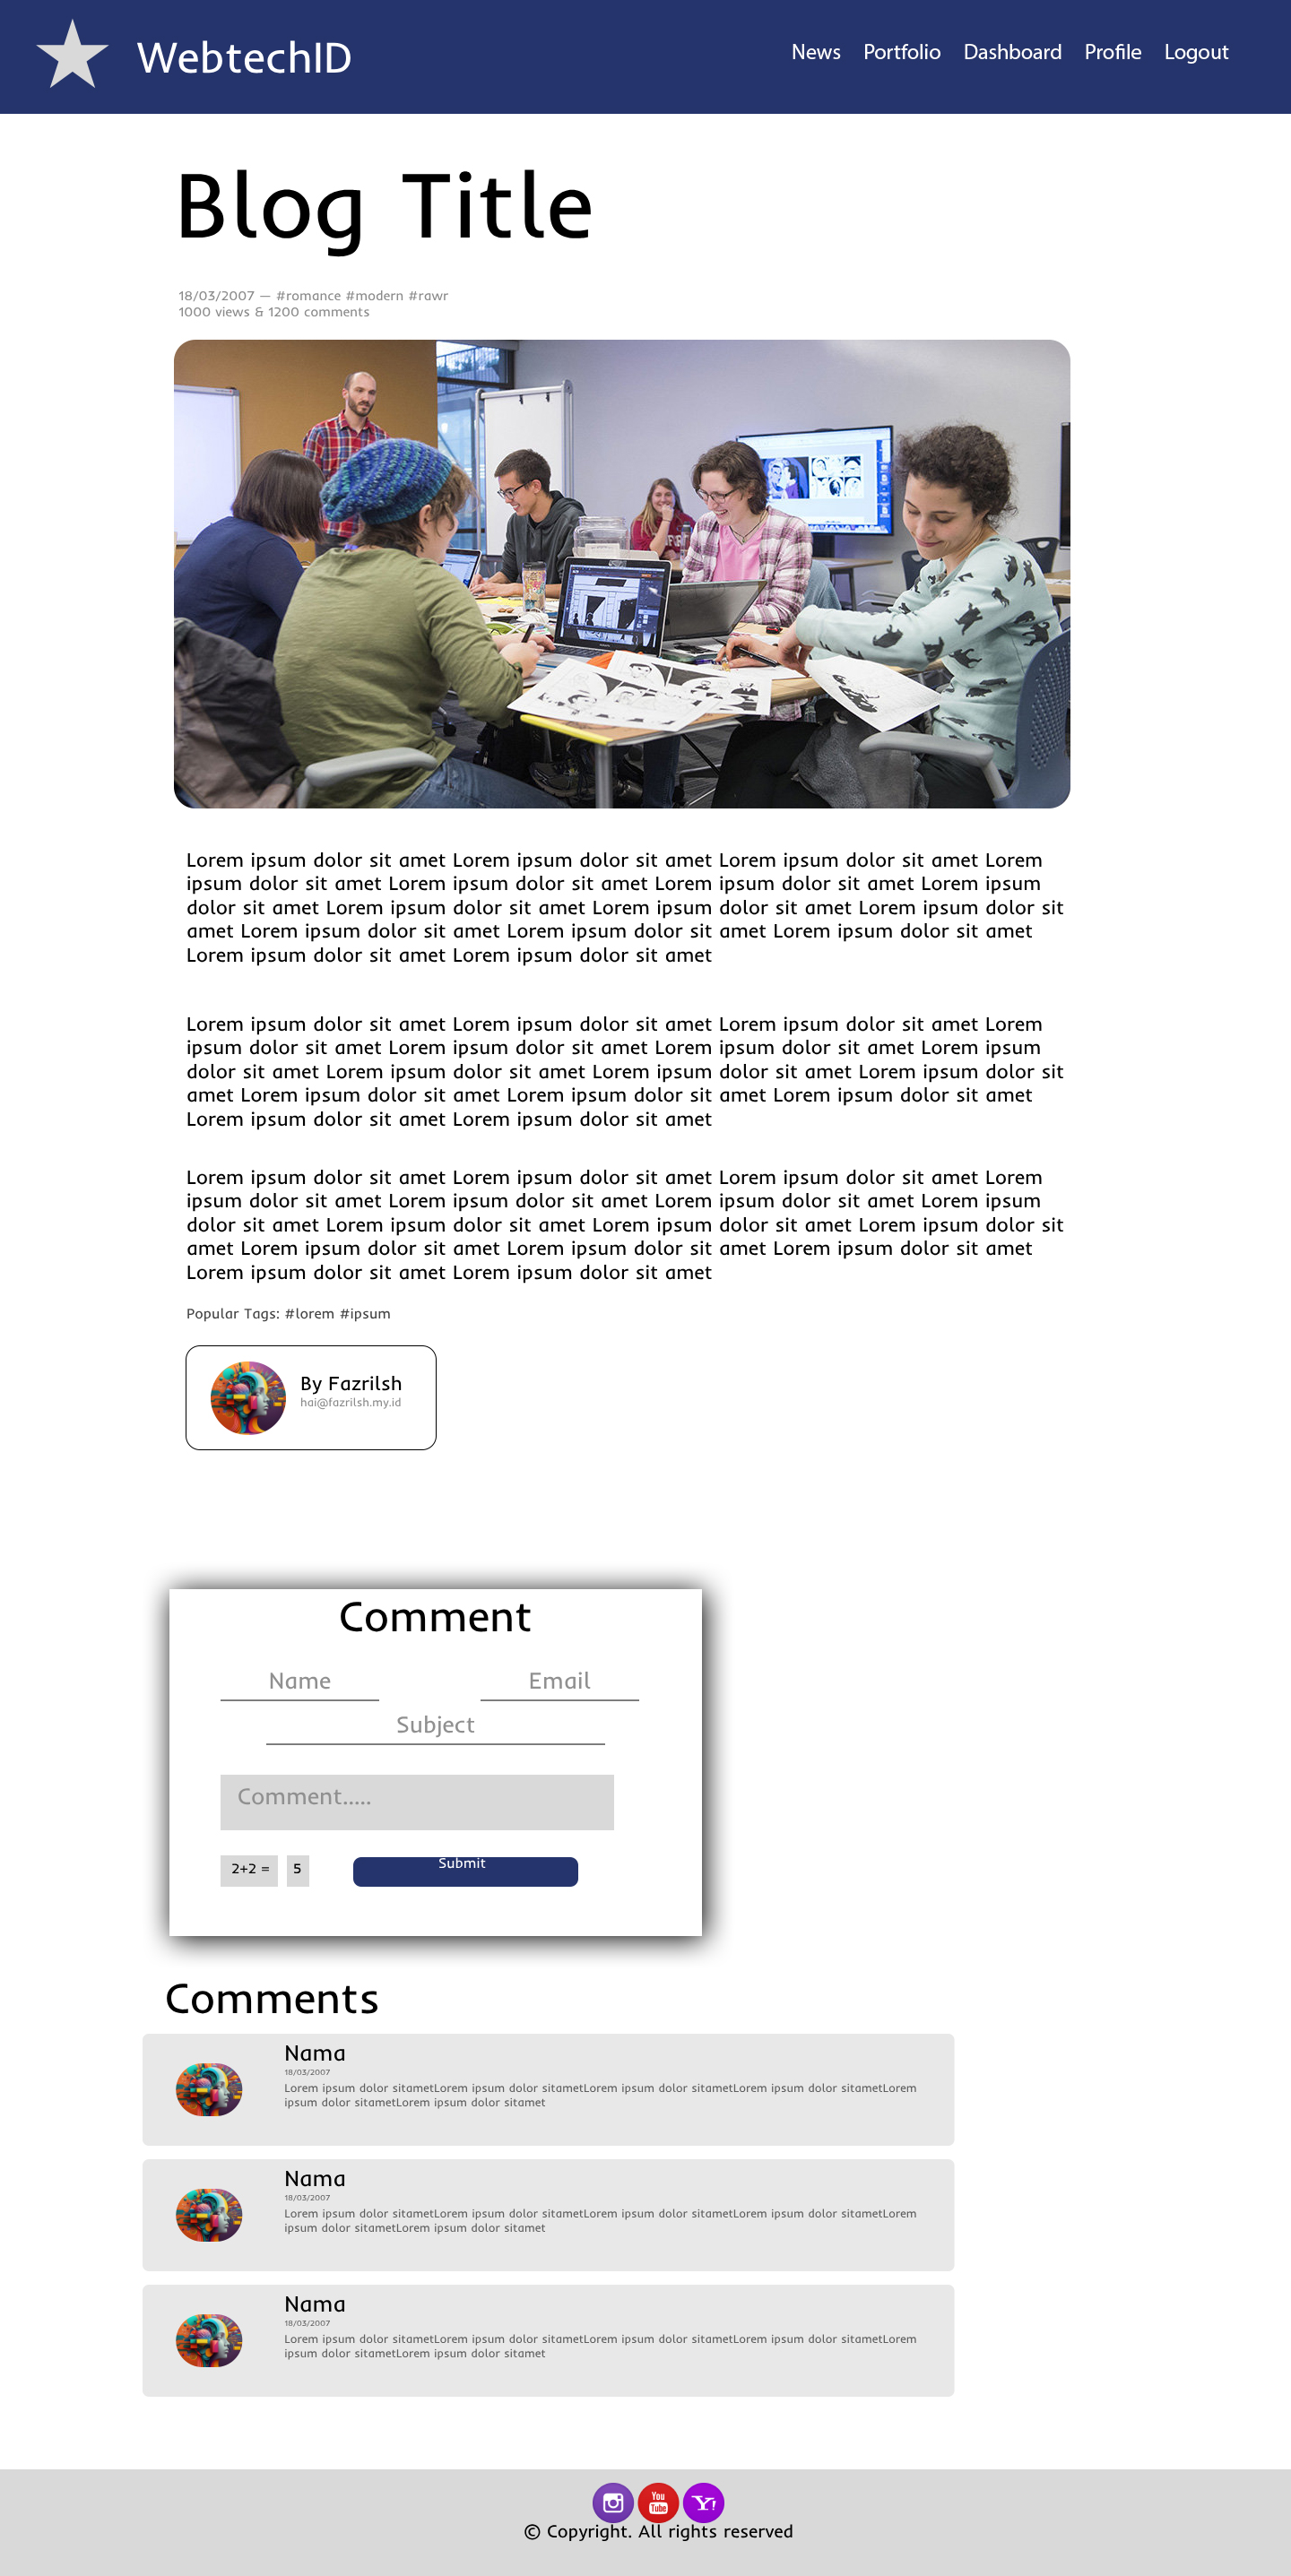 WebtechID
News Portfolio Dashboard Profile Logout
Blog Title
18/03/2007 — #romance #modern #rawr
1000 views & 1200 comments
Lorem ipsum dolor sit amet Lorem ipsum dolor sit amet Lorem ipsum dolor sit amet Lorem
ipsum dolor sit amet Lorem ipsum dolor sit amet Lorem ipsum dolor sit amet Lorem ipsum
dolor sit amet Lorem ipsum dolor sit amet Lorem ipsum dolor sit amet Lorem ipsum dolor sit
amet Lorem ipsum dolor sit amet Lorem ipsum dolor sit amet Lorem ipsum dolor sit amet
Lorem ipsum dolor sit amet Lorem ipsum dolor sit amet
Lorem ipsum dolor sit amet Lorem ipsum dolor sit amet Lorem ipsum dolor sit amet Lorem
ipsum dolor sit amet Lorem ipsum dolor sit amet Lorem ipsum dolor sit amet Lorem ipsum
dolor sit amet Lorem ipsum dolor sit amet Lorem ipsum dolor sit amet Lorem ipsum dolor sit
amet Lorem ipsum dolor sit amet Lorem ipsum dolor sit amet Lorem ipsum dolor sit amet
Lorem ipsum dolor sit amet Lorem ipsum dolor sit amet
Lorem ipsum dolor sit amet Lorem ipsum dolor sit amet Lorem ipsum dolor sit amet Lorem
ipsum dolor sit amet Lorem ipsum dolor sit amet Lorem ipsum dolor sit amet Lorem ipsum
dolor sit amet Lorem ipsum dolor sit amet Lorem ipsum dolor sit amet Lorem ipsum dolor sit
amet Lorem ipsum dolor sit amet Lorem ipsum dolor sit amet Lorem ipsum dolor sit amet
Lorem ipsum dolor sit amet Lorem ipsum dolor sit amet
Popular Tags: #lorem #ipsum
By Fazrilsh
hai@fazrilsh.my.id
Comment
Name Email
Subject
Comment.....
2+2 = 5 Submit
Comments
Nama
18/03/2007
Lorem ipsum dolor sitametLorem ipsum dolor sitametLorem ipsum dolor sitametLorem ipsum dolor sitametLorem
ipsum dolor sitametLorem ipsum dolor sitamet
Nama
18/03/2007
Lorem ipsum dolor sitametLorem ipsum dolor sitametLorem ipsum dolor sitametLorem ipsum dolor sitametLorem
ipsum dolor sitametLorem ipsum dolor sitamet
Nama
18/03/2007
Lorem ipsum dolor sitametLorem ipsum dolor sitametLorem ipsum dolor sitametLorem ipsum dolor sitametLorem
ipsum dolor sitametLorem ipsum dolor sitamet
You
Tube
Y!
© Copyright. All rights reserved